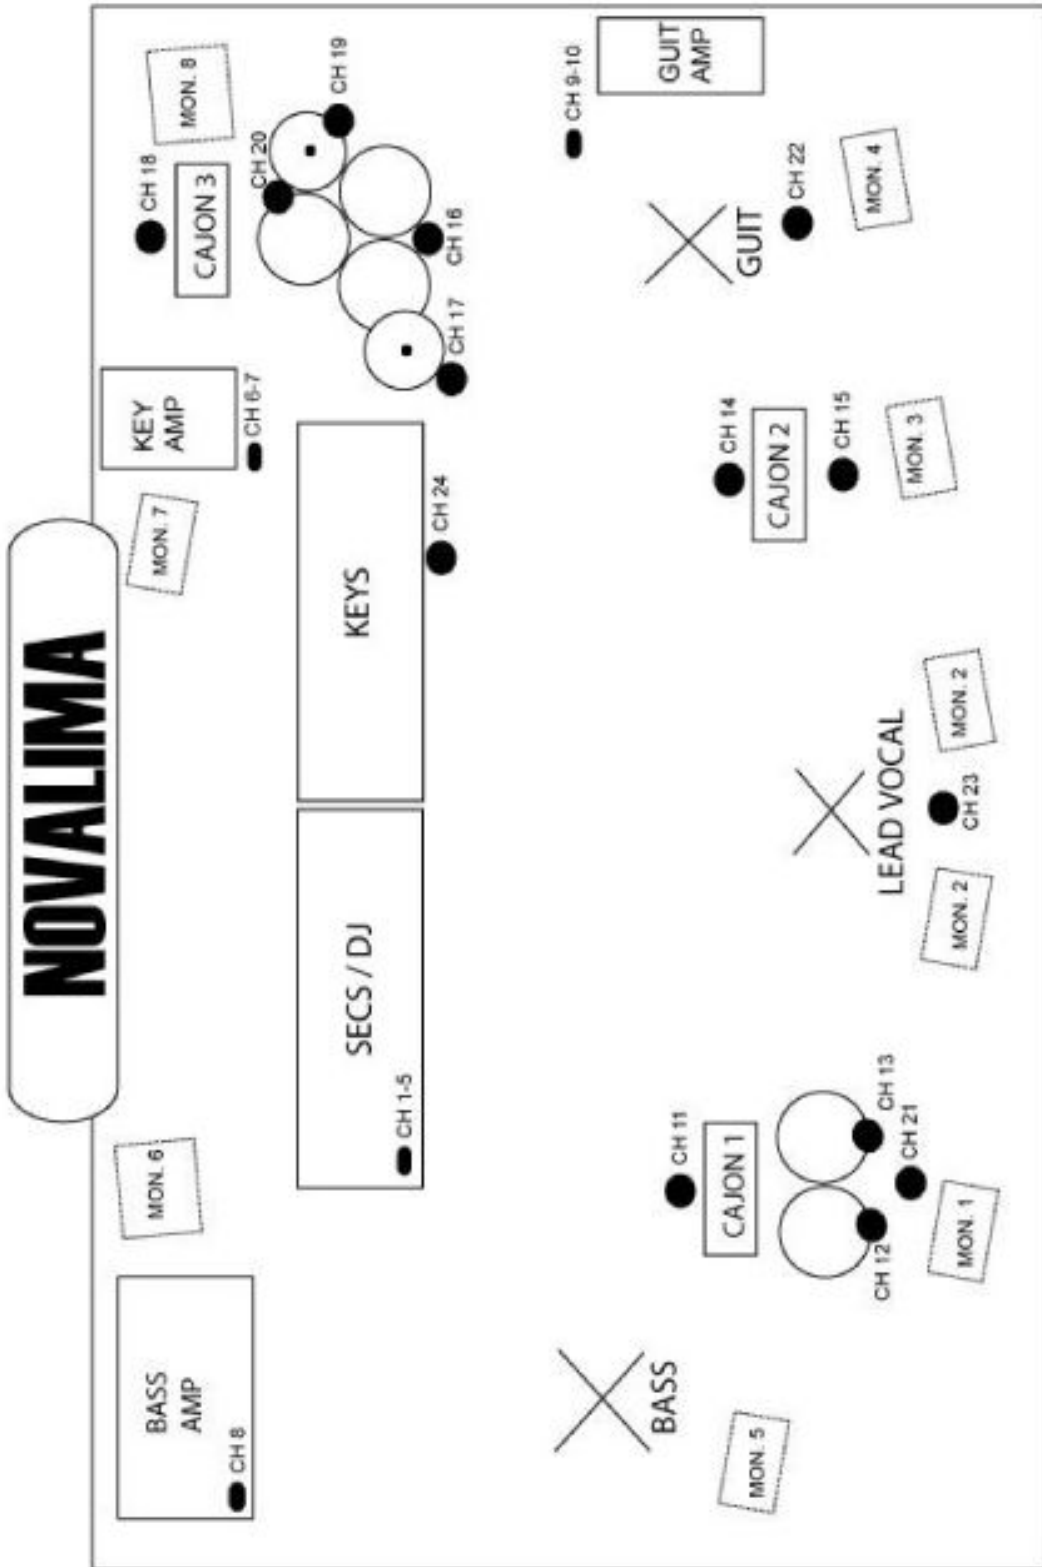 NOVALIMA
BASS
AMP
CH 8
MON. 6
MON. 7
KEY
AMP
CH 6-7
CH 18
CAJON 3
MON. 8
CH 20
CH 19
CH 16
CH 17
SECS / DJ
CH 1-5
KEYS
CH 24
CH 9-10
GUIT
AMP
BASS
MON. 5
CH 11
CAJON 1
CH 12
CH 13
CH 21
MON. 1
LEAD VOCAL
MON. 2
CH 23
MON. 2
CH 14
CAJON 2
CH 15
MON. 3
GUIT
CH 22
MON. 4